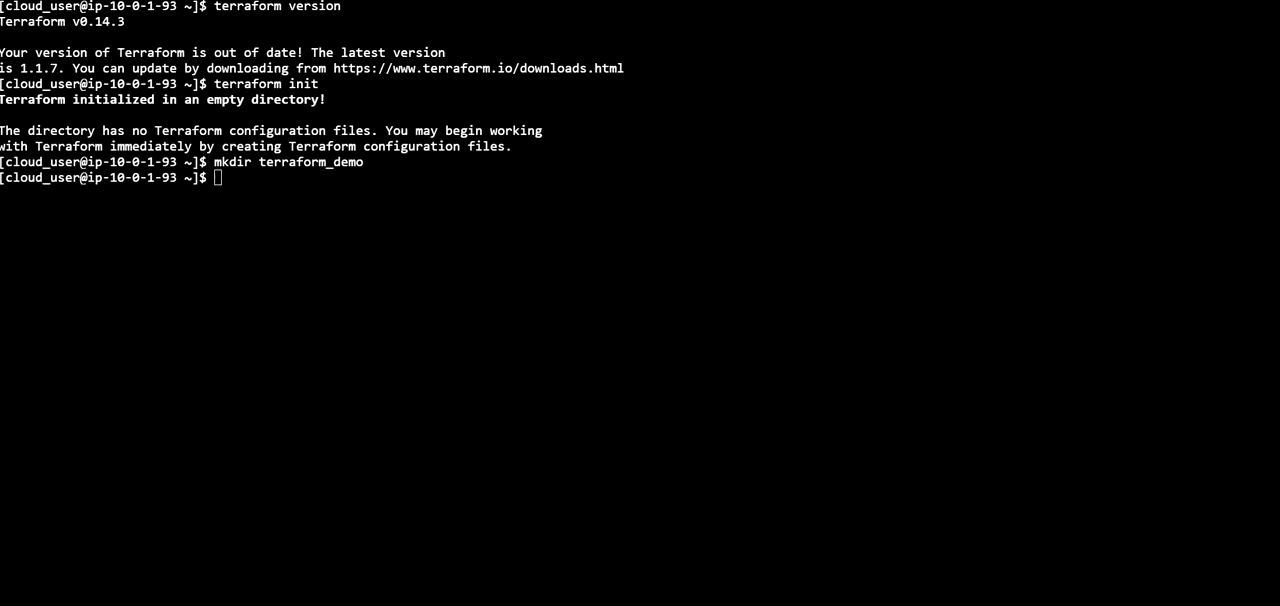 [cloud_user@ip-10-0-1-93 ~]$ terraform version
Terraform v0.14.3
Your version of Terraform is out of date! The latest version
is 1.1.7. You can update by downloading from https://www.terraform.io/downloads.html
[cloud_user@ip-10-0-1-93 ~]$ terraform init
Terraform initialized in an empty directory!
The directory has no Terraform configuration files. You may begin working
with Terraform immediately by creating Terraform configuration files.
[cloud_user@ip-10-0-1-93 ~]$ mkdir terraform_demo
[cloud_user@ip-10-0-1-93 ~]$